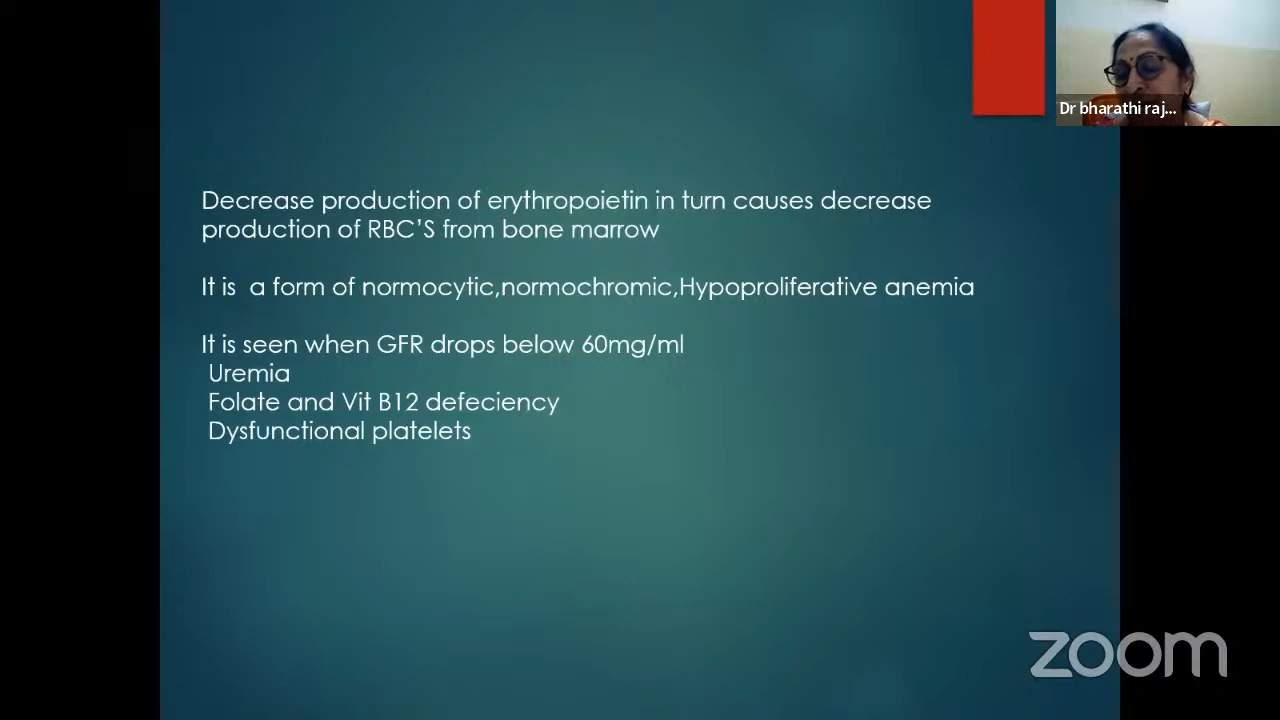 Dr bharathi raj...
Decrease production of erythropoietin in turn causes decrease
production of RBC’S from bone marrow
It is  a form of normocytic,normochromic,Hypoproliferative anemia
It is seen when GFR drops below 60mg/ml
Uremia
Folate and Vit B12 defeciency
Dysfunctional platelets
zoom